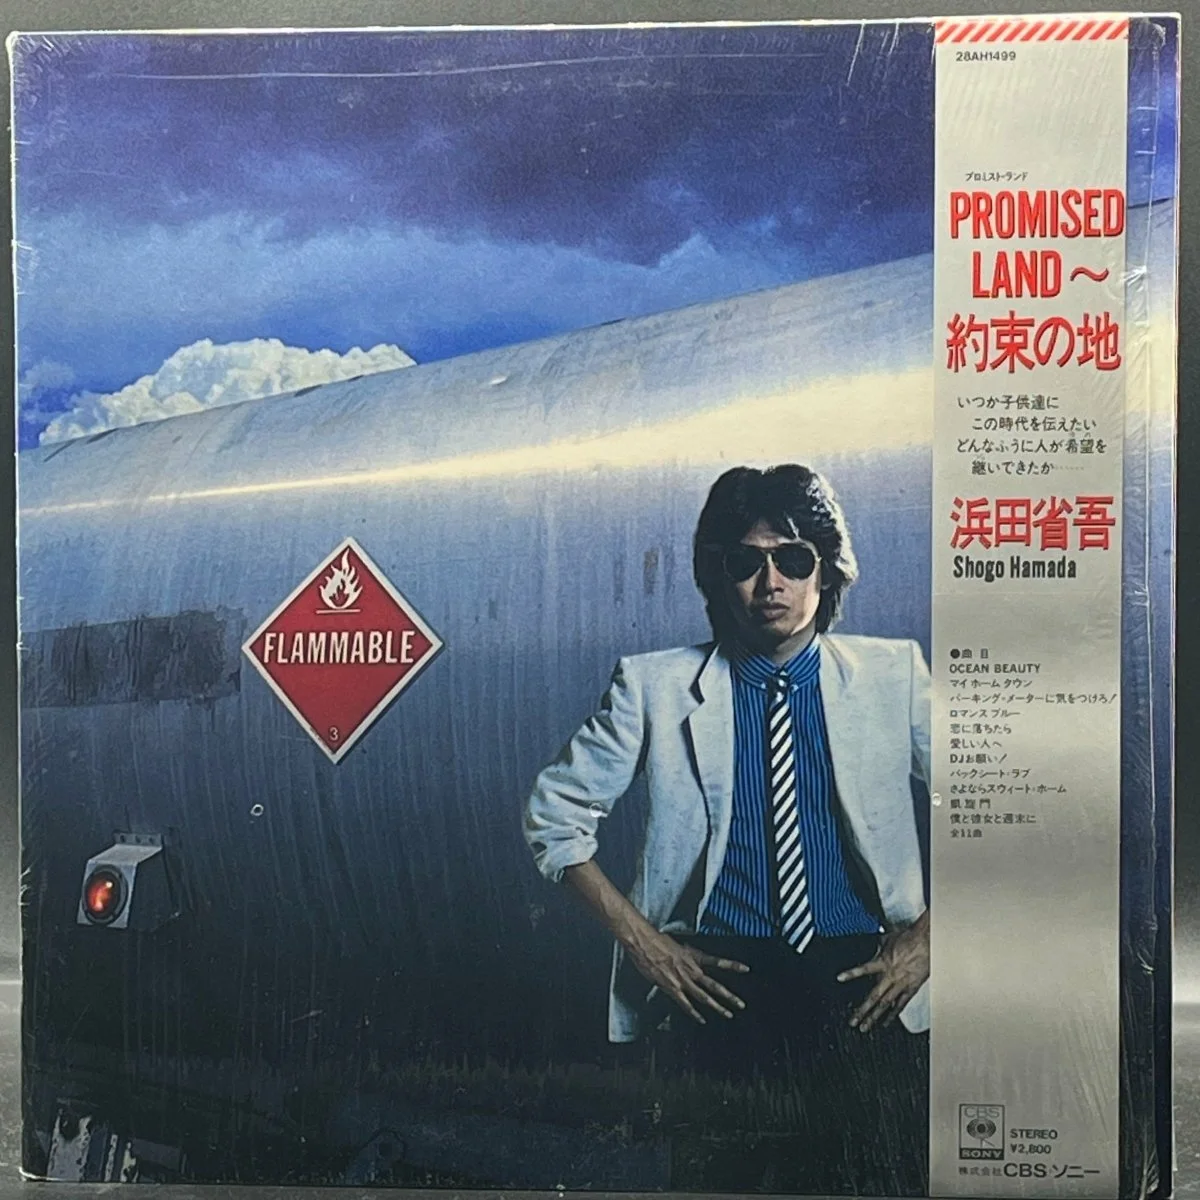 28AH1499
プロミスト・ランド
PROMISED
LAND〜
約束の地
いつか子供達に
この時代を伝えたい
どんなふうに人が希望を
継いできたか……
浜田省吾
Shogo Hamada
●曲目
OCEAN BEAUTY
マイ ホーム タウン
パーキング・メーターに気をつけろ!
ロマンス ブルー
恋に落ちたら
愛しい人へ
DJお願い!
バックシート・ラブ
さよならスウィート・ホーム
凱旋門
僕と彼女と週末に
全11曲
FLAMMABLE
3
CBS
SONY
STEREO
¥2,800
株式会社 CBS・ソニー